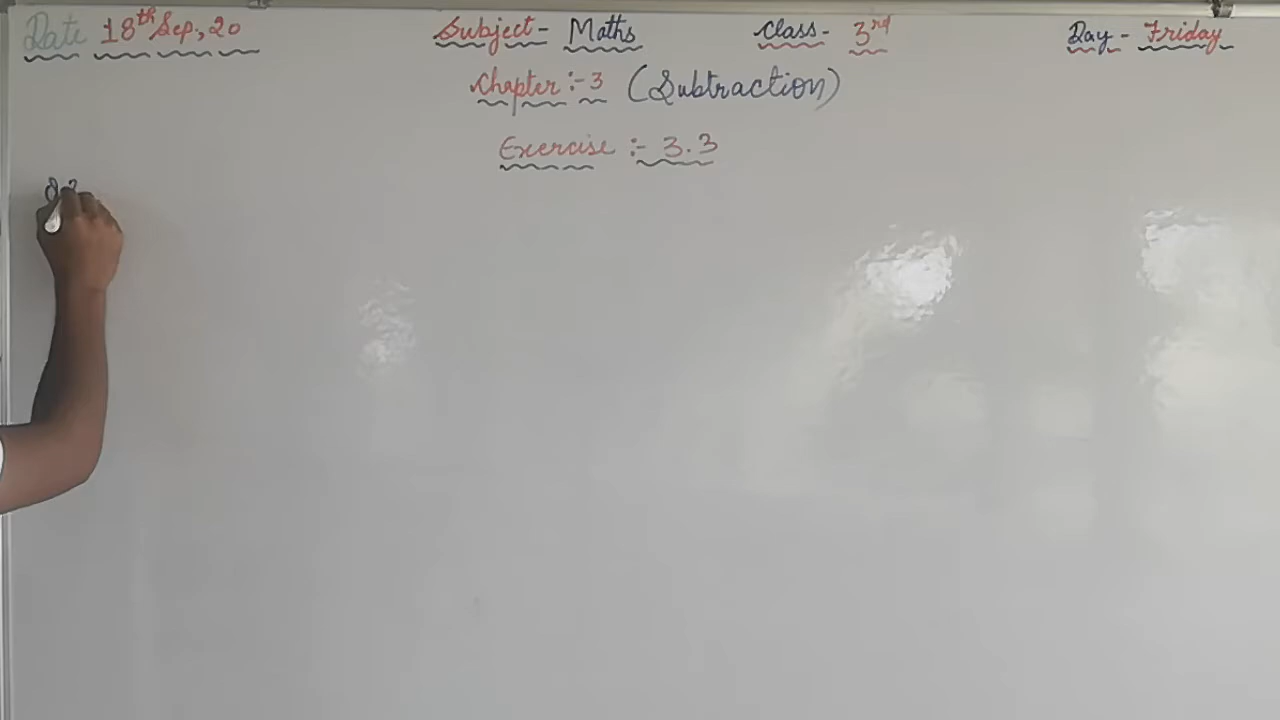 Date 18th Sep, 20 Subject- Maths Class- 3rd Day- Friday
Chapter :- 3 (Subtraction)
Exercise :- 3.3